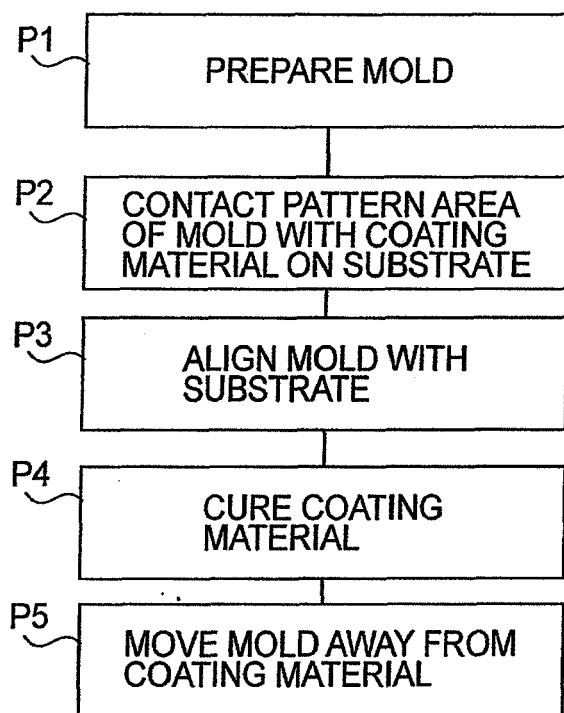 P1
PREPARE MOLD
P2
CONTACT PATTERN AREA
OF MOLD WITH COATING
MATERIAL ON SUBSTRATE
P3
ALIGN MOLD WITH
SUBSTRATE
P4
CURE COATING
MATERIAL
P5
MOVE MOLD AWAY FROM
COATING MATERIAL